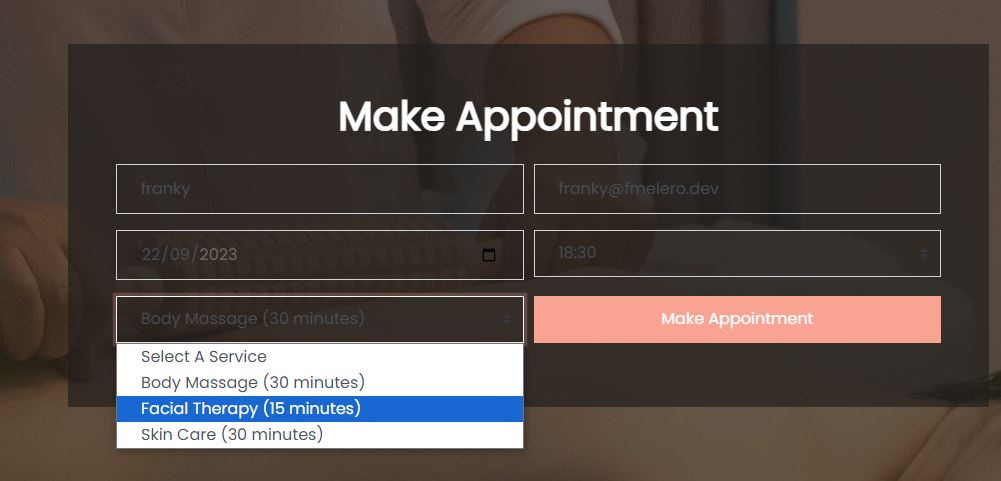 Make Appointment
franky
franky@fmelero.dev
22/09/2023
18:30
Body Massage (30 minutes)
Make Appointment
Select A Service
Body Massage (30 minutes)
Facial Therapy (15 minutes)
Skin Care (30 minutes)